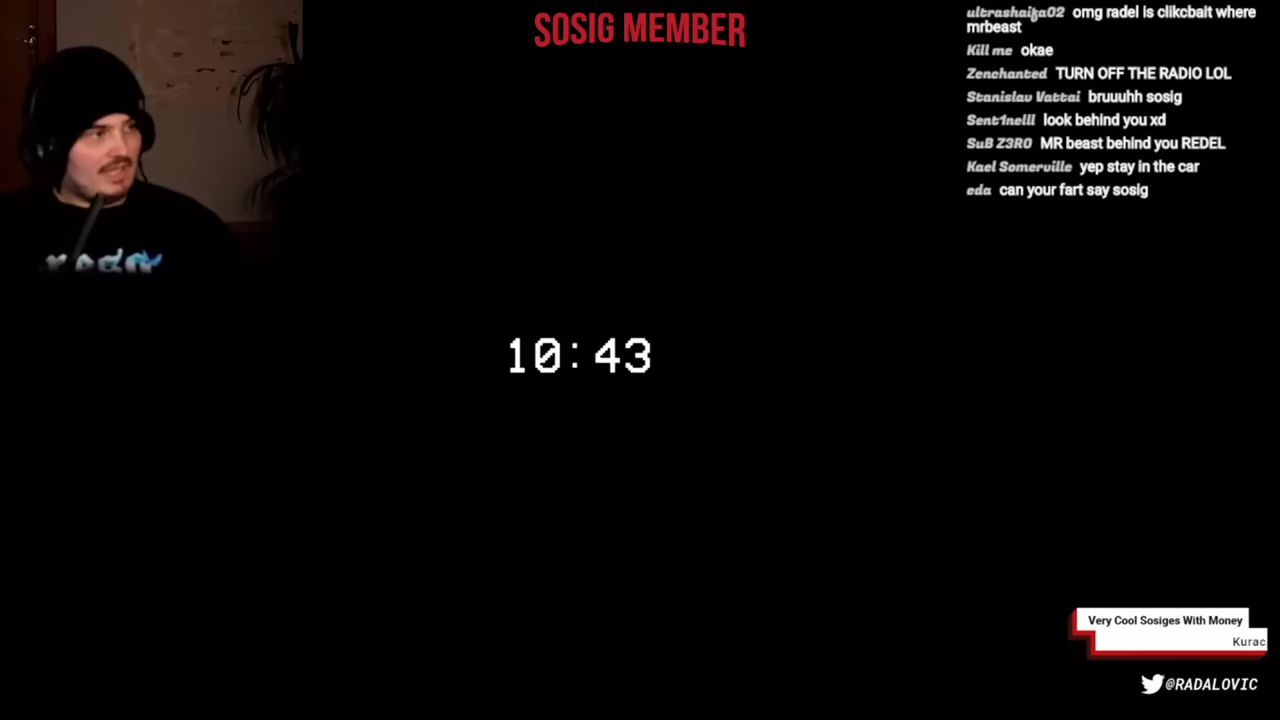 SOSIG MEMBER
ultrashaifa02 omg radel is clikcbait where
mrbeast
Kill me okae
Zenchanted TURN OFF THE RADIO LOL
Stanislav Vattai bruuuhh sosig
Sent1nelll look behind you xd
SuB Z3R0 MR beast behind you REDEL
Kael Somerville yep stay in the car
eda can your fart say sosig
10:43
Very Cool Sosiges With Money
Kurac
@RADALOVIC